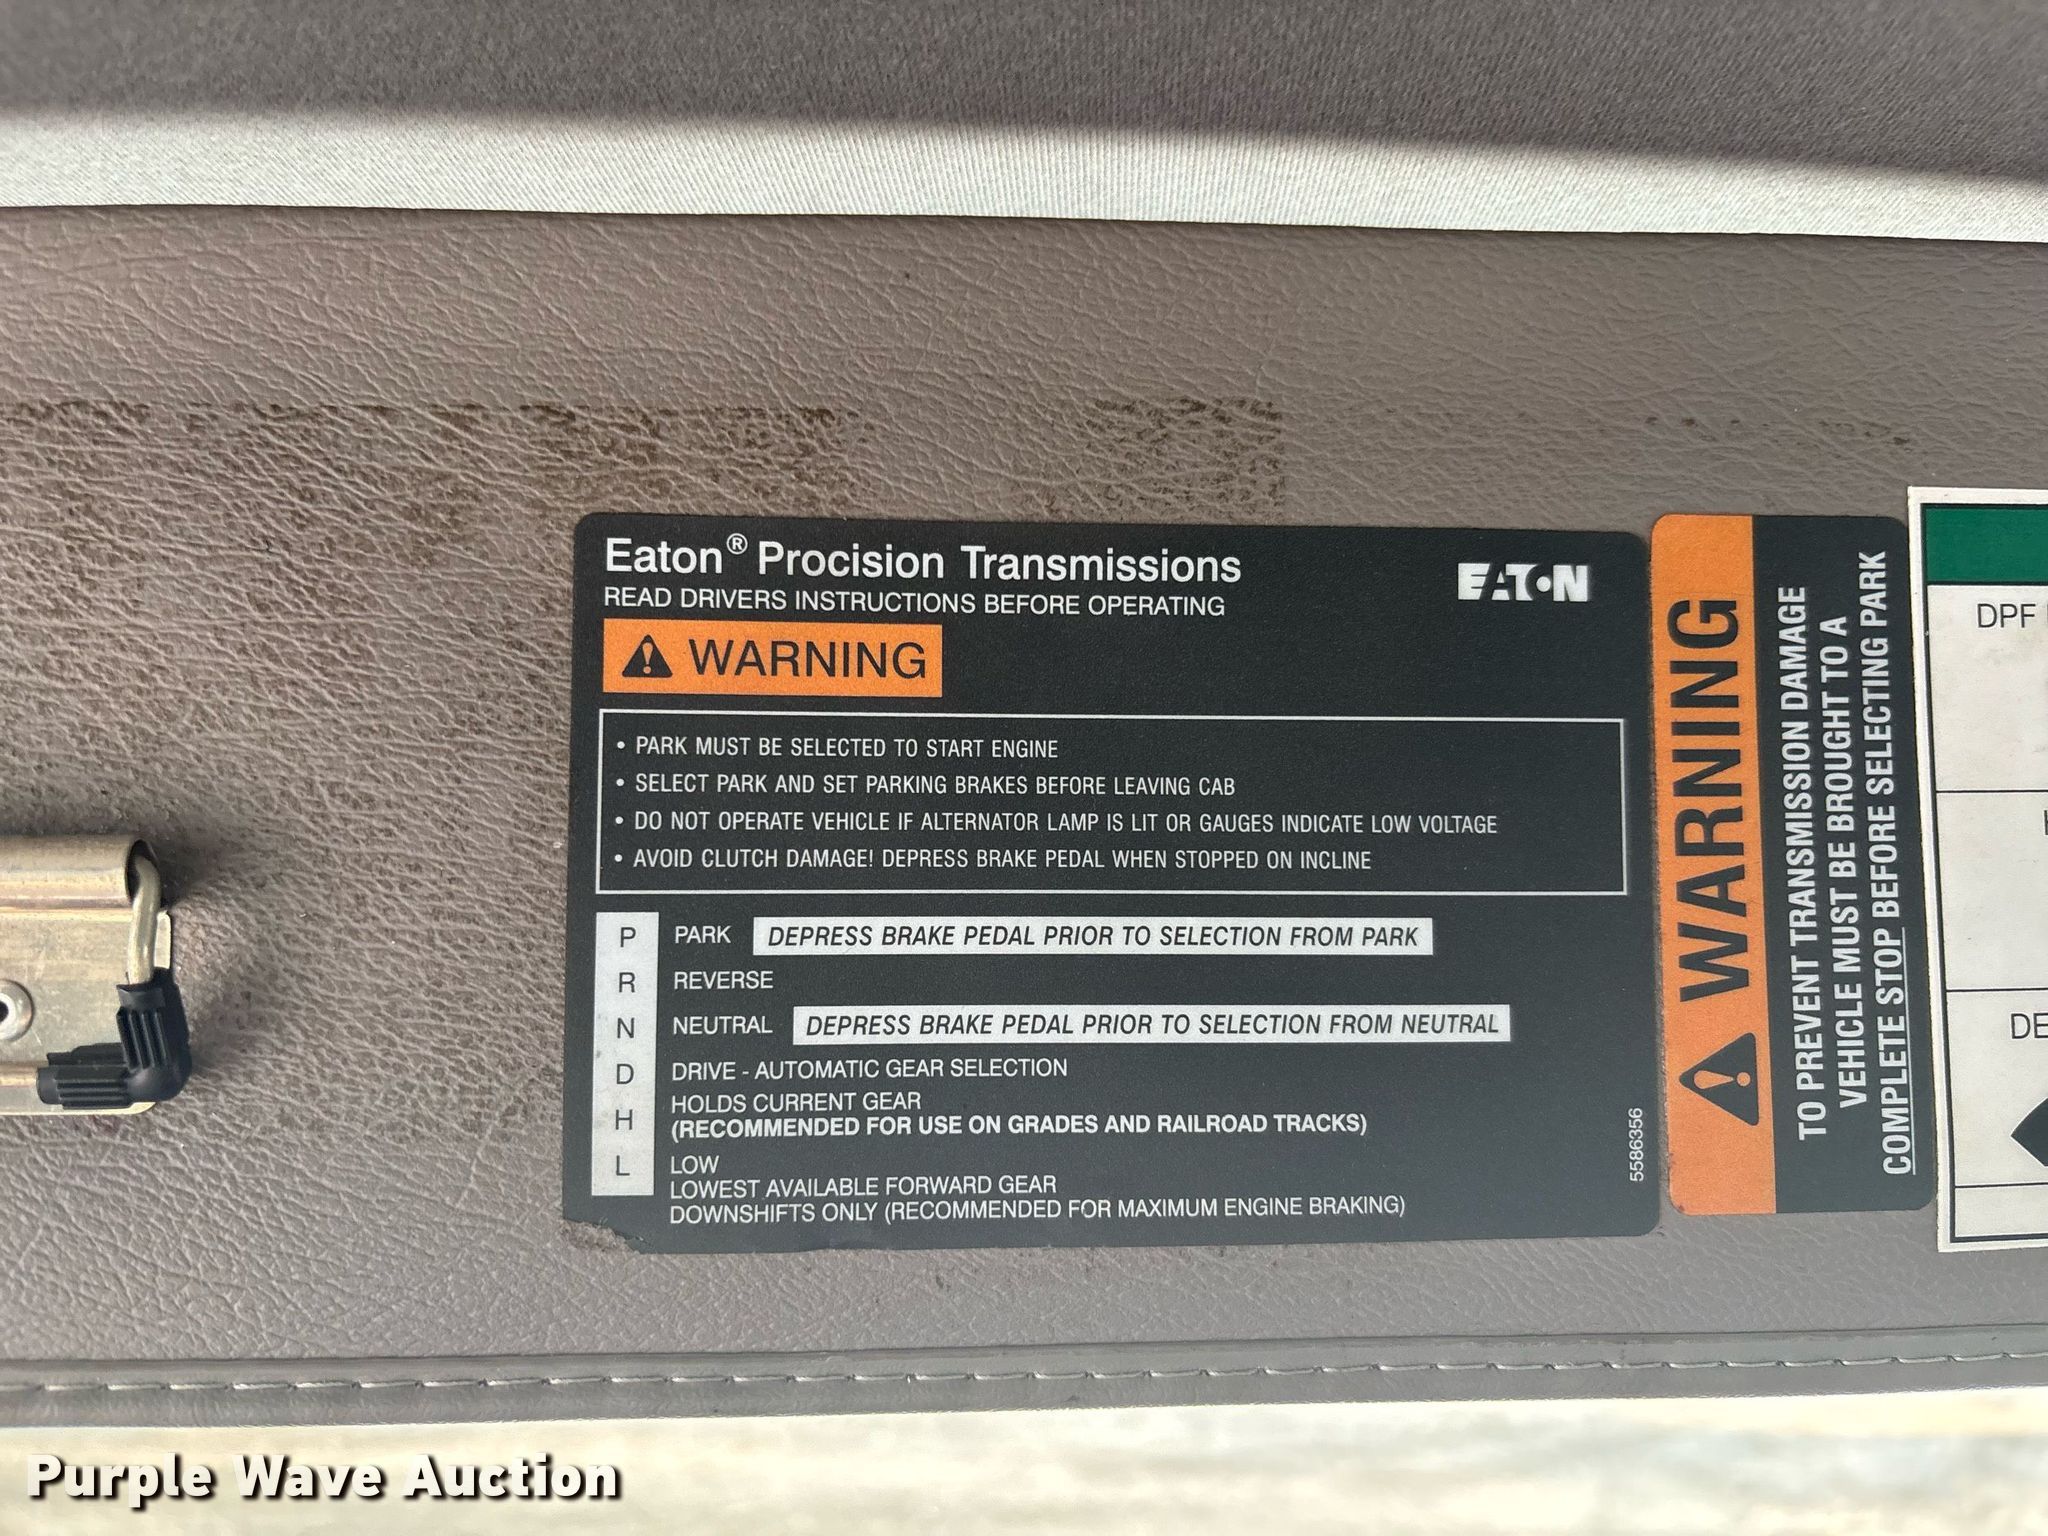 Eaton® Procision Transmissions
READ DRIVERS INSTRUCTIONS BEFORE OPERATING
EATON
WARNING
• PARK MUST BE SELECTED TO START ENGINE
• SELECT PARK AND SET PARKING BRAKES BEFORE LEAVING CAB
• DO NOT OPERATE VEHICLE IF ALTERNATOR LAMP IS LIT OR GAUGES INDICATE LOW VOLTAGE
• AVOID CLUTCH DAMAGE! DEPRESS BRAKE PEDAL WHEN STOPPED ON INCLINE
P PARK DEPRESS BRAKE PEDAL PRIOR TO SELECTION FROM PARK
R REVERSE
N NEUTRAL DEPRESS BRAKE PEDAL PRIOR TO SELECTION FROM NEUTRAL
D DRIVE - AUTOMATIC GEAR SELECTION
H HOLDS CURRENT GEAR
(RECOMMENDED FOR USE ON GRADES AND RAILROAD TRACKS)
L LOW
LOWEST AVAILABLE FORWARD GEAR
DOWNSHIFTS ONLY (RECOMMENDED FOR MAXIMUM ENGINE BRAKING)
5586356
WARNING
TO PREVENT TRANSMISSION DAMAGE
VEHICLE MUST BE BROUGHT TO A
COMPLETE STOP BEFORE SELECTING PARK
DPF
DE
Purple Wave Auction